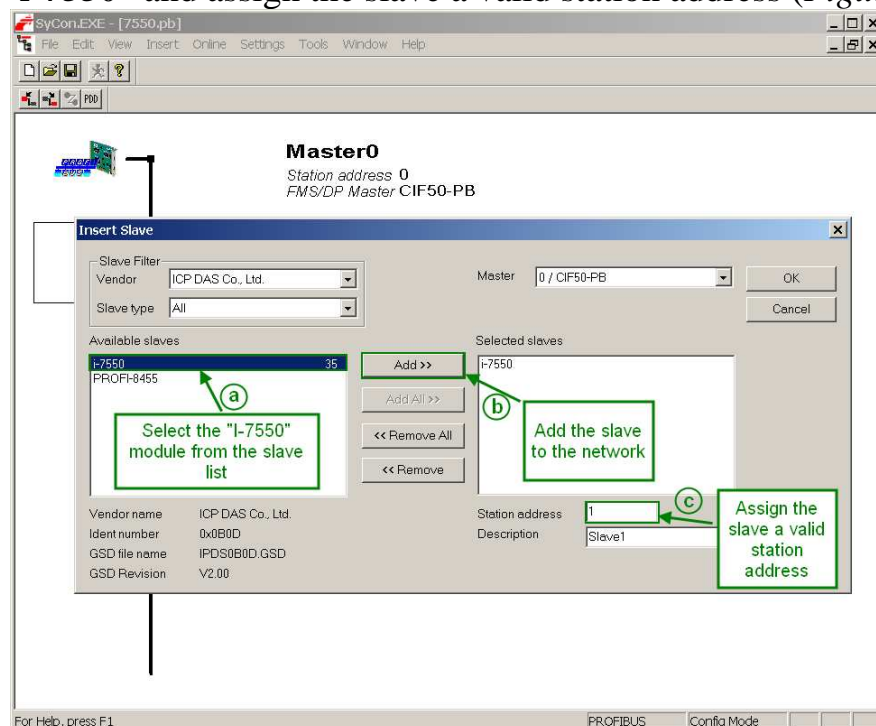 and assign the slave a valid station address
SyCon.EXE - [7550.pb]
File Edit View Insert Online Settings Tools Window Help
PDD
Master0
Station address 0
FMS/DP Master CIF50-PB
Insert Slave
Slave Filter
Vendor ICP DAS Co., Ltd.
Slave type All
Master 0 / CIF50-PB
OK
Cancel
Available slaves
i-7550 35
PROFI-8455
a
Select the "I-7550"
module from the slave
list
Add >>
Add All >>
<< Remove All
<< Remove
Selected slaves
i-7550
b
Add the slave
to the network
Vendor name ICP DAS Co., Ltd.
Ident number 0x0B0D
GSD file name IPDS0B0D.GSD
GSD Revision V2.00
Station address 1
Description Slave1
c
Assign the
slave a valid
station
address
For Help, press F1
PROFIBUS Config Mode